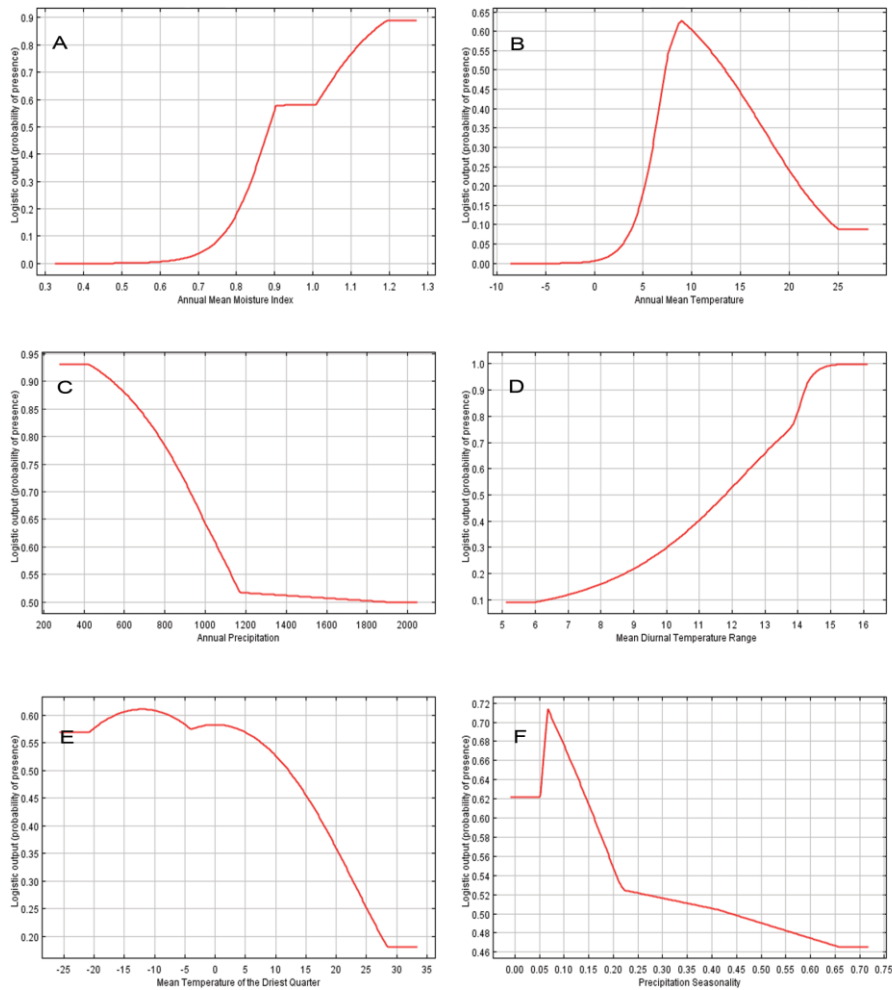 A
Logistic output (probability of presence)
0.9
0.8
0.7
0.6
0.5
0.4
0.3
0.2
0.1
0.0
0.3 0.4 0.5 0.6 0.7 0.8 0.9 1.0 1.1 1.2 1.3
Annual Mean Moisture Index
B
Logistic output (probability of presence)
0.65
0.60
0.55
0.50
0.45
0.40
0.35
0.30
0.25
0.20
0.15
0.10
0.05
0.00
-10 -5 0 5 10 15 20 25
Annual Mean Temperature
C
Logistic output (probability of presence)
0.95
0.90
0.85
0.80
0.75
0.70
0.65
0.60
0.55
0.50
200 400 600 800 1000 1200 1400 1600 1800 2000
Annual Precipitation
D
Logistic output (probability of presence)
1.0
0.9
0.8
0.7
0.6
0.5
0.4
0.3
0.2
0.1
5 6 7 8 9 10 11 12 13 14 15 16
Mean Diurnal Temperature Range
E
Logistic output (probability of presence)
0.60
0.55
0.50
0.45
0.40
0.35
0.30
0.25
0.20
-25 -20 -15 -10 -5 0 5 10 15 20 25 30 35
Mean Temperature of the Driest Quarter
F
Logistic output (probability of presence)
0.72
0.70
0.68
0.66
0.64
0.62
0.60
0.58
0.56
0.54
0.52
0.50
0.48
0.46
0.00 0.05 0.10 0.15 0.20 0.25 0.30 0.35 0.40 0.45 0.50 0.55 0.60 0.65 0.70 0.75
Precipitation Seasonality